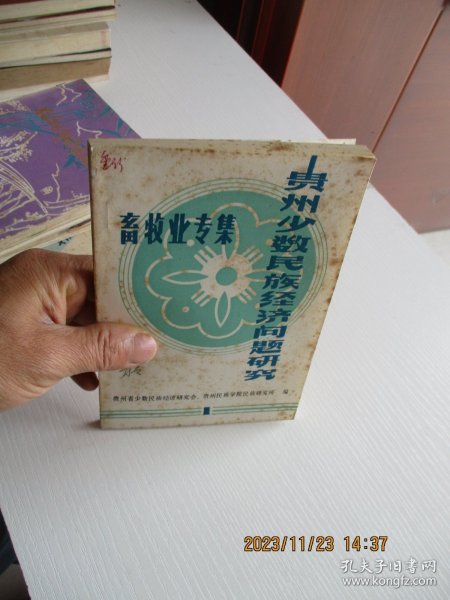 贵州少数民族经济问题研究
畜牧业专集
贵州省少数民族经济研究会、贵州民族学院民族研究所 编
1
2023/11/23 14:37
孔夫子旧书网
www.kongfz.com